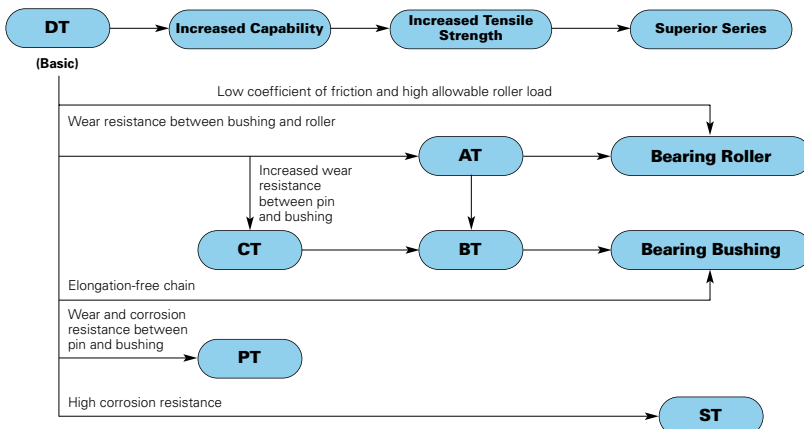 DT
Increased Capability
Increased Tensile
Strength
Superior Series
(Basic)
Low coefficient of friction and high allowable roller load
Wear resistance between bushing and roller
AT
Bearing Roller
Increased wear
resistance
between pin
and bushing
CT
BT
Bearing Bushing
Elongation-free chain
Wear and corrosion
resistance between
pin and bushing
PT
High corrosion resistance
ST